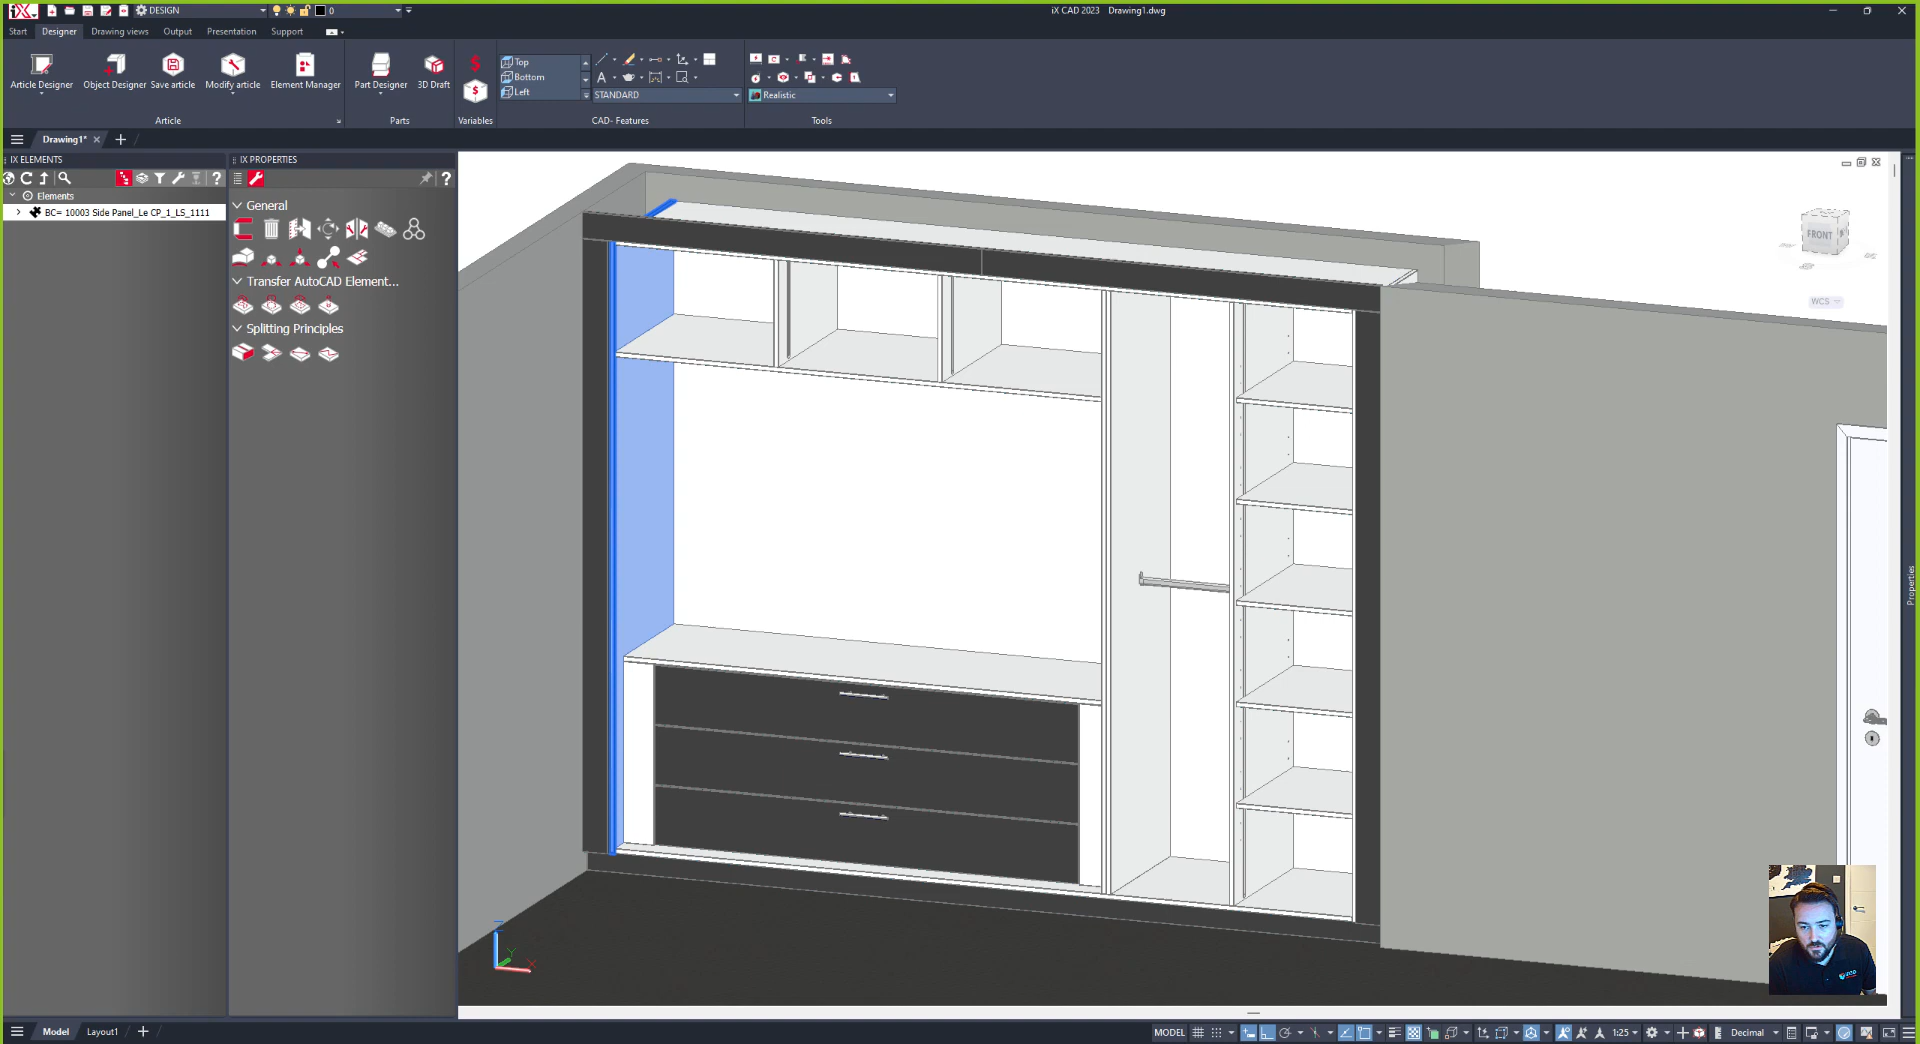 iX
DESIGN
0
iX CAD 2023 Drawing1.dwg
Start Designer Drawing views Output Presentation Support
Article Designer Object Designer Save article Modify article Element Manager Part Designer 3D Draft
Top
Bottom
Left
A
STANDARD
Realistic
Article Parts Variables CAD- Features Tools
Drawing1* +
IX ELEMENTS
IX PROPERTIES
Elements
BC= 10003 Side Panel_Le CP_1_LS_1111
General
Transfer AutoCAD Element...
Splitting Principles
FRONT
WCS
Properties
Y
X
Model Layout1 +
MODEL 1:25 Decimal